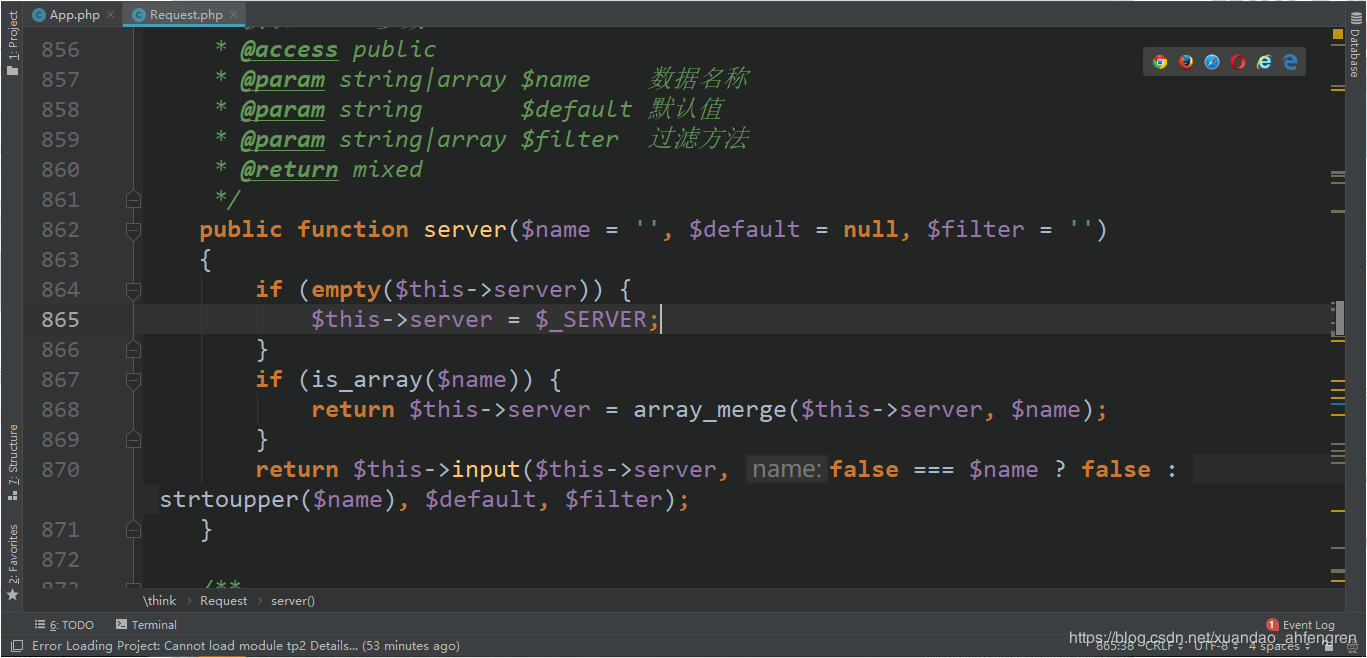 App.php
Request.php
1: Project
Database
856 * @access public
857 * @param string|array $name 数据名称
858 * @param string $default 默认值
859 * @param string|array $filter 过滤方法
860 * @return mixed
861 */
862 public function server($name = '', $default = null, $filter = '')
863 {
864 if (empty($this->server)) {
865 $this->server = $_SERVER;
866 }
867 if (is_array($name)) {
868 return $this->server = array_merge($this->server, $name);
869 }
870 return $this->input($this->server, name: false === $name ? false :
strtoupper($name), $default, $filter);
871 }
872
873 /**
7: Structure
2: Favorites
\think › Request › server()
6: TODO
Terminal
1 Event Log
Error Loading Project: Cannot load module tp2 Details... (53 minutes ago)
865:38 CRLF UTF-8 4 spaces
https://blog.csdn.net/xuandao_ahfengren